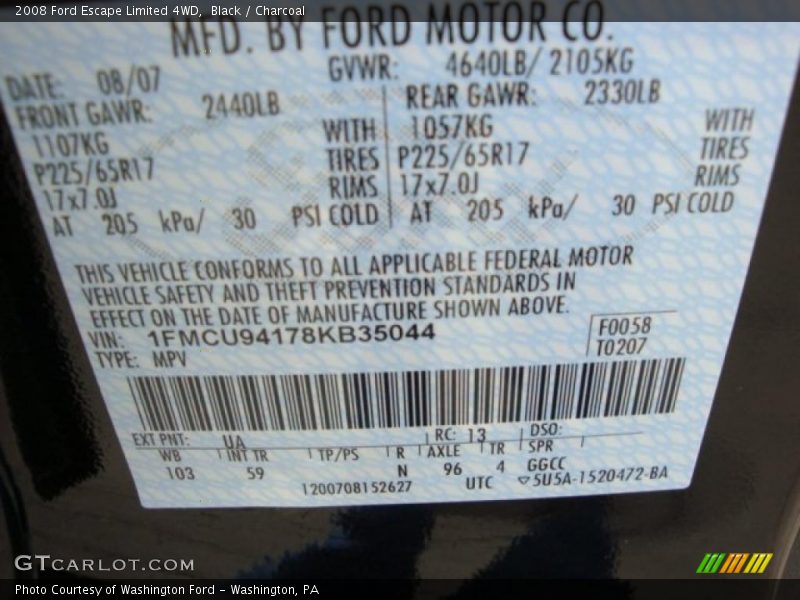 2008 Ford Escape Limited 4WD, Black / Charcoal
MFD. BY FORD MOTOR CO.
DATE: 08/07 GVWR: 4640LB/ 2105KG
FRONT GAWR: 2440LB REAR GAWR: 2330LB
1107KG WITH 1057KG WITH
P225/65R17 TIRES P225/65R17 TIRES
17x7.0J RIMS 17x7.0J RIMS
AT 205 kPa/ 30 PSI COLD AT 205 kPa/ 30 PSI COLD
THIS VEHICLE CONFORMS TO ALL APPLICABLE FEDERAL MOTOR
VEHICLE SAFETY AND THEFT PREVENTION STANDARDS IN
EFFECT ON THE DATE OF MANUFACTURE SHOWN ABOVE.
VIN: 1FMCU94178KB35044 F0058
TYPE: MPV T0207
EXT PNT: UA RC: 13 DSO:
WB INT TR TP/PS R AXLE TR SPR
103 59 N 96 4 GGCC
1200708152627 UTC ▽5U5A-1520472-BA
GTCARLOT.COM
Photo Courtesy of Washington Ford - Washington, PA